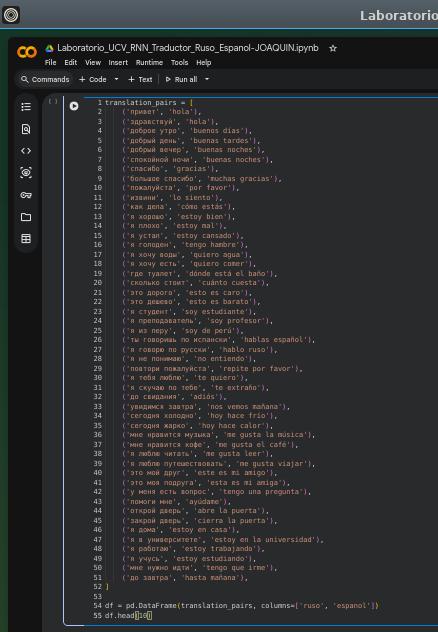 Laboratorio
Laboratorio_UCV_RNN_Traductor_Ruso_Espanol-JOAQUIN.ipynb
File Edit View Insert Runtime Tools Help
Commands + Code + Text Run all
1 translation_pairs = [
2 ('привет', 'hola'),
3 ('здравствуй', 'hola'),
4 ('доброе утро', 'buenos días'),
5 ('добрый день', 'buenas tardes'),
6 ('добрый вечер', 'buenas noches'),
7 ('спокойной ночи', 'buenas noches'),
8 ('спасибо', 'gracias'),
9 ('большое спасибо', 'muchas gracias'),
10 ('пожалуйста', 'por favor'),
11 ('извини', 'lo siento'),
12 ('как дела', 'cómo estás'),
13 ('я хорошо', 'estoy bien'),
14 ('я плохо', 'estoy mal'),
15 ('я устал', 'estoy cansado'),
16 ('я голоден', 'tengo hambre'),
17 ('я хочу воды', 'quiero agua'),
18 ('я хочу есть', 'quiero comer'),
19 ('где туалет', 'dónde está el baño'),
20 ('сколько стоит', 'cuánto cuesta'),
21 ('это дорого', 'esto es caro'),
22 ('это дешево', 'esto es barato'),
23 ('я студент', 'soy estudiante'),
24 ('я преподаватель', 'soy profesor'),
25 ('я из перу', 'soy de perú'),
26 ('ты говоришь по испански', 'hablas español'),
27 ('я говорю по русски', 'hablo ruso'),
28 ('я не понимаю', 'no entiendo'),
29 ('повтори пожалуйста', 'repite por favor'),
30 ('я тебя люблю', 'te quiero'),
31 ('я скучаю по тебе', 'te extraño'),
32 ('до свидания', 'adiós'),
33 ('увидимся завтра', 'nos vemos mañana'),
34 ('сегодня холодно', 'hoy hace frío'),
35 ('сегодня жарко', 'hoy hace calor'),
36 ('мне нравится музыка', 'me gusta la música'),
37 ('мне нравится кофе', 'me gusta el café'),
38 ('я люблю читать', 'me gusta leer'),
39 ('я люблю путешествовать', 'me gusta viajar'),
40 ('это мой друг', 'este es mi amigo'),
41 ('это моя подруга', 'esta es mi amiga'),
42 ('у меня есть вопрос', 'tengo una pregunta'),
43 ('помоги мне', 'ayúdame'),
44 ('открой дверь', 'abre la puerta'),
45 ('закрой дверь', 'cierra la puerta'),
46 ('я дома', 'estoy en casa'),
47 ('я в университете', 'estoy en la universidad'),
48 ('я работаю', 'estoy trabajando'),
49 ('я учусь', 'estoy estudiando'),
50 ('мне нужно идти', 'tengo que irme'),
51 ('до завтра', 'hasta mañana'),
52 ]
53
54 df = pd.DataFrame(translation_pairs, columns=['ruso', 'espanol'])
55 df.head(10)